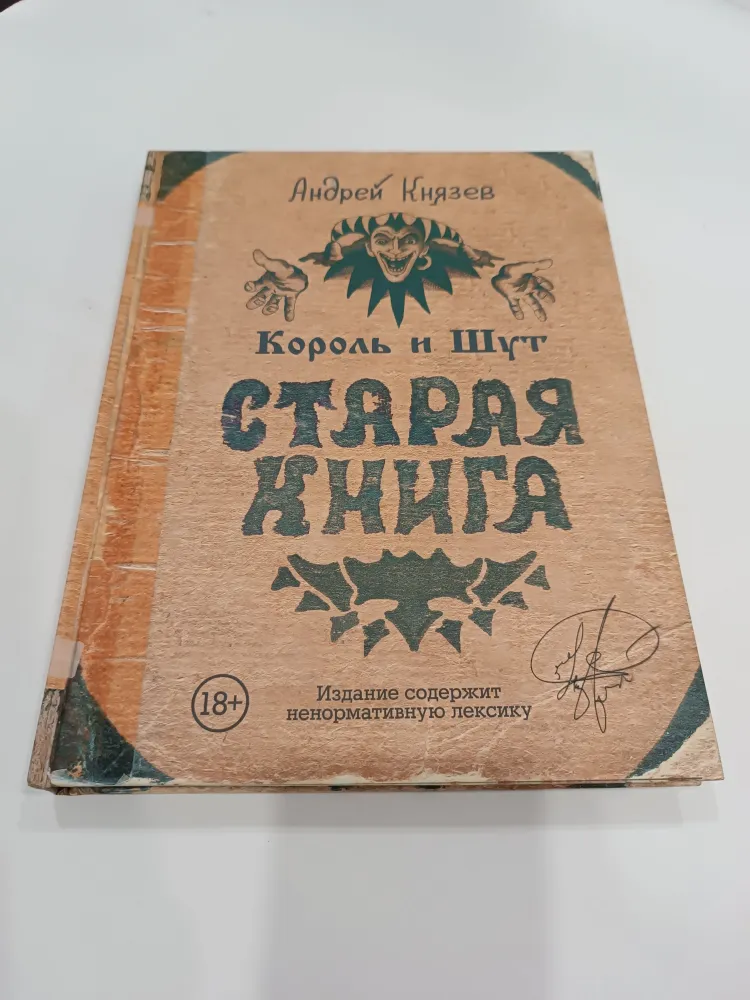 Андрей Князев
Король и Шут
СТАРАЯ
КНИГА
18+
Издание содержит
ненормативную лексику